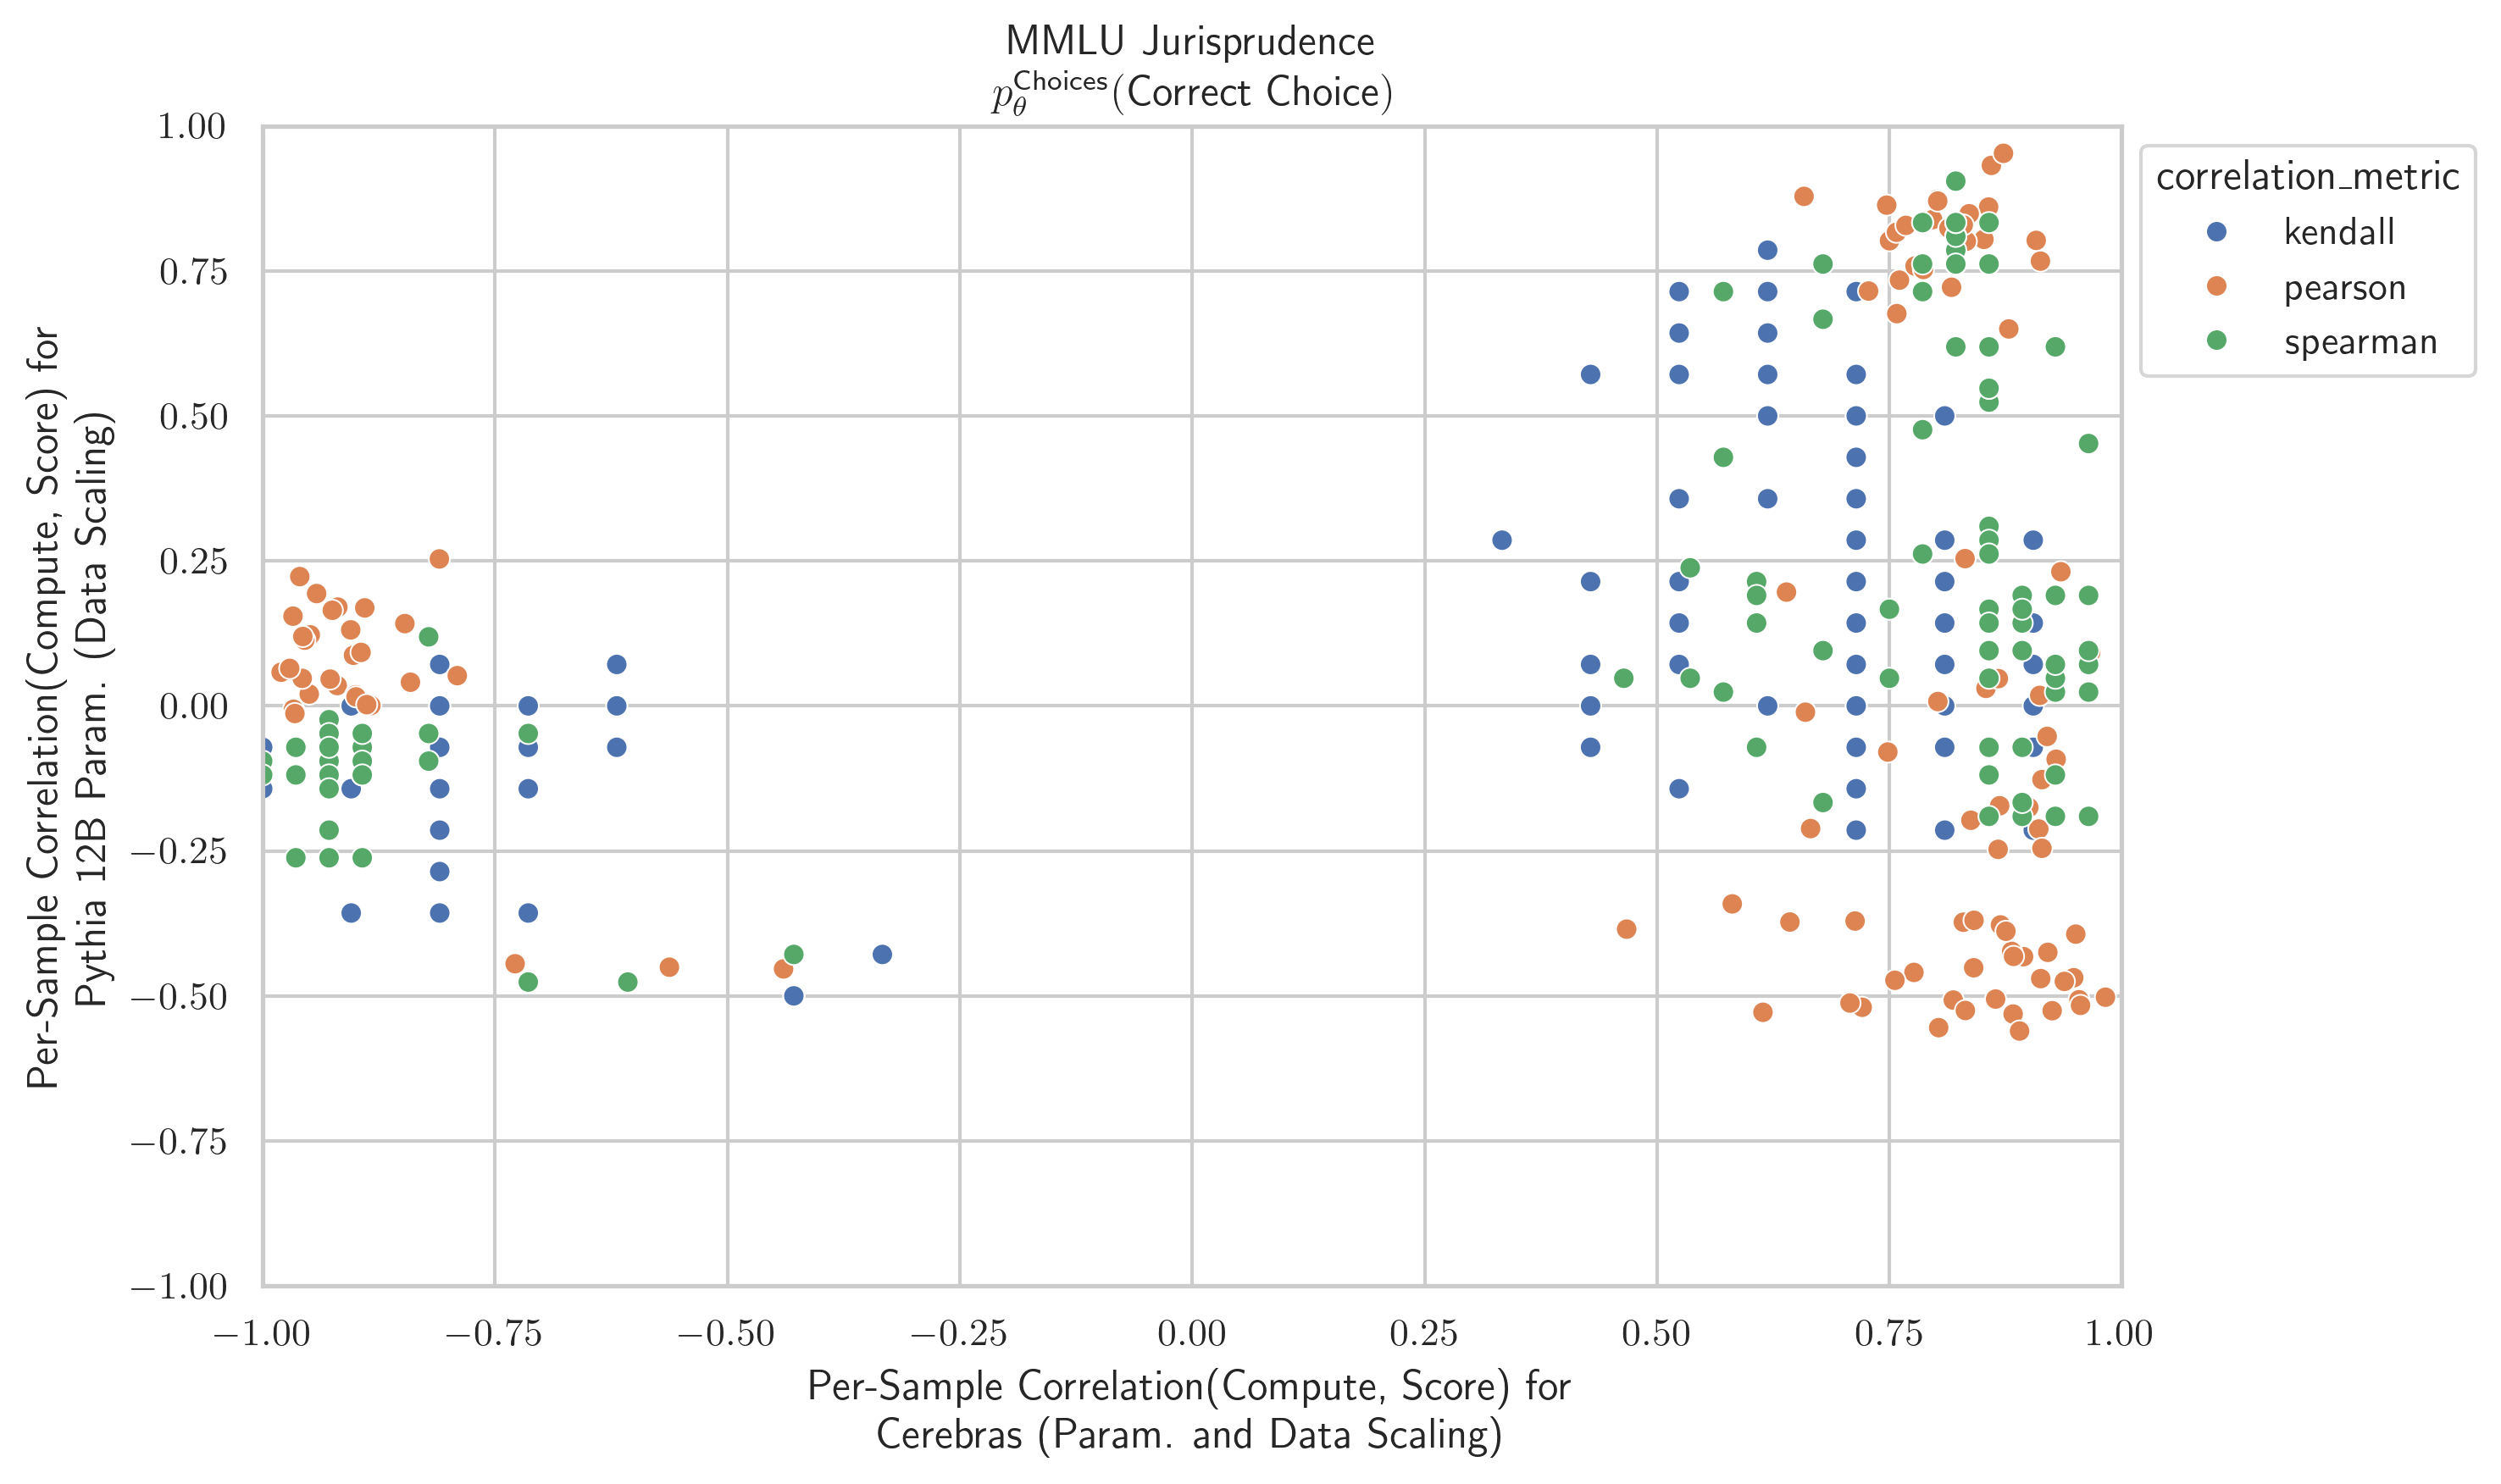 MMLU Jurisprudence
p_θ^Choices(Correct Choice)
1.00
0.75
0.50
0.25
0.00
−0.25
−0.50
−0.75
−1.00
Per-Sample Correlation(Compute, Score) for
Pythia 12B Param. (Data Scaling)
correlation_metric
kendall
pearson
spearman
−1.00 −0.75 −0.50 −0.25 0.00 0.25 0.50 0.75 1.00
Per-Sample Correlation(Compute, Score) for
Cerebras (Param. and Data Scaling)